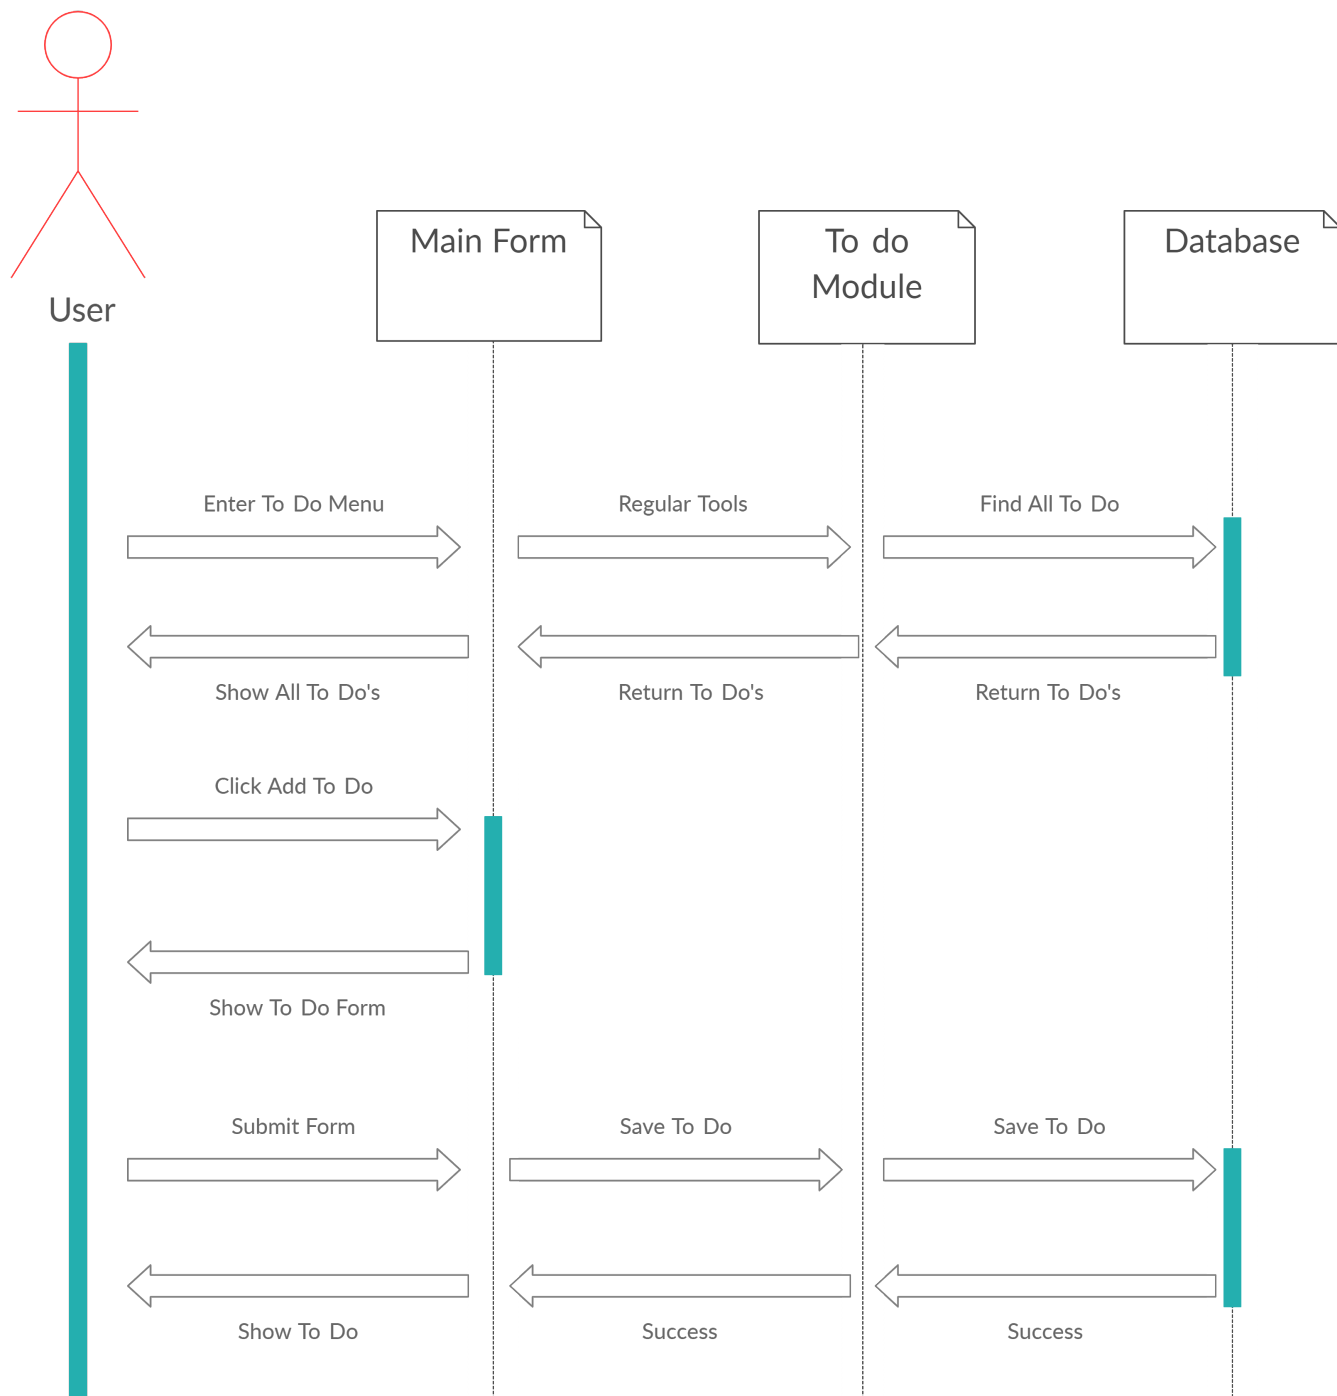 User
Main Form
To do
Module
Database
Enter To Do Menu
Regular Tools
Find All To Do
Show All To Do's
Return To Do's
Return To Do's
Click Add To Do
Show To Do Form
Submit Form
Save To Do
Save To Do
Show To Do
Success
Success